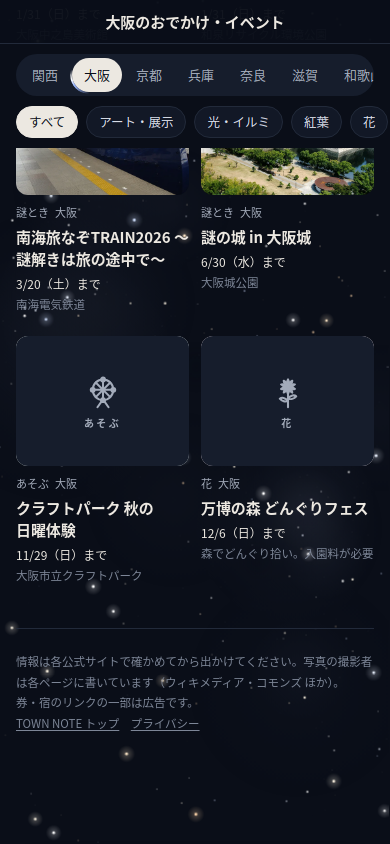 大阪のおでかけ・イベント
関西 大阪 京都 兵庫 奈良 滋賀 和歌
すべて アート・展示 光・イルミ 紅葉 花
謎とき 大阪
南海旅なぞTRAIN2026 〜
謎解きは旅の途中で〜
3/20（土）まで
南海電気鉄道
謎とき 大阪
謎の城 in 大阪城
6/30（水）まで
大阪城公園
あそぶ
花
あそぶ 大阪
クラフトパーク 秋の
日曜体験
11/29（日）まで
大阪市立クラフトパーク
花 大阪
万博の森 どんぐりフェス
12/6（日）まで
森でどんぐり拾い。入園料が必要
情報は各公式サイトで確かめてから出かけてください。写真の撮影者
は各ページに書いています（ウィキメディア・コモンズ ほか）。
券・宿のリンクの一部は広告です。
TOWN NOTE トップ プライバシー